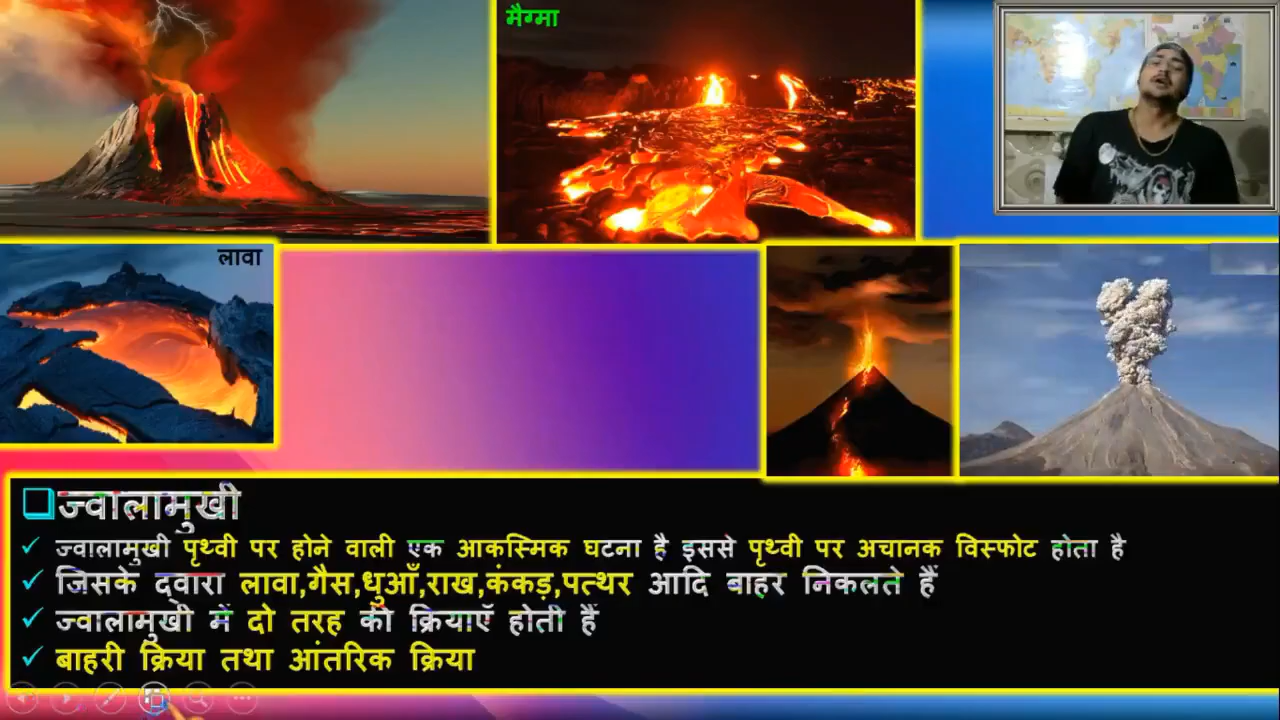 मैग्मा
लावा
ज्वालामुखी
ज्वालामुखी पृथ्वी पर होने वाली एक आकस्मिक घटना है इससे पृथ्वी पर अचानक विस्फोट होता है
जिसके द्वारा लावा,गैस,धुआँ,राख,कंकड़,पत्थर आदि बाहर निकलते हैं
ज्वालामुखी में दो तरह की क्रियाएँ होती हैं
बाहरी क्रिया तथा आंतरिक क्रिया